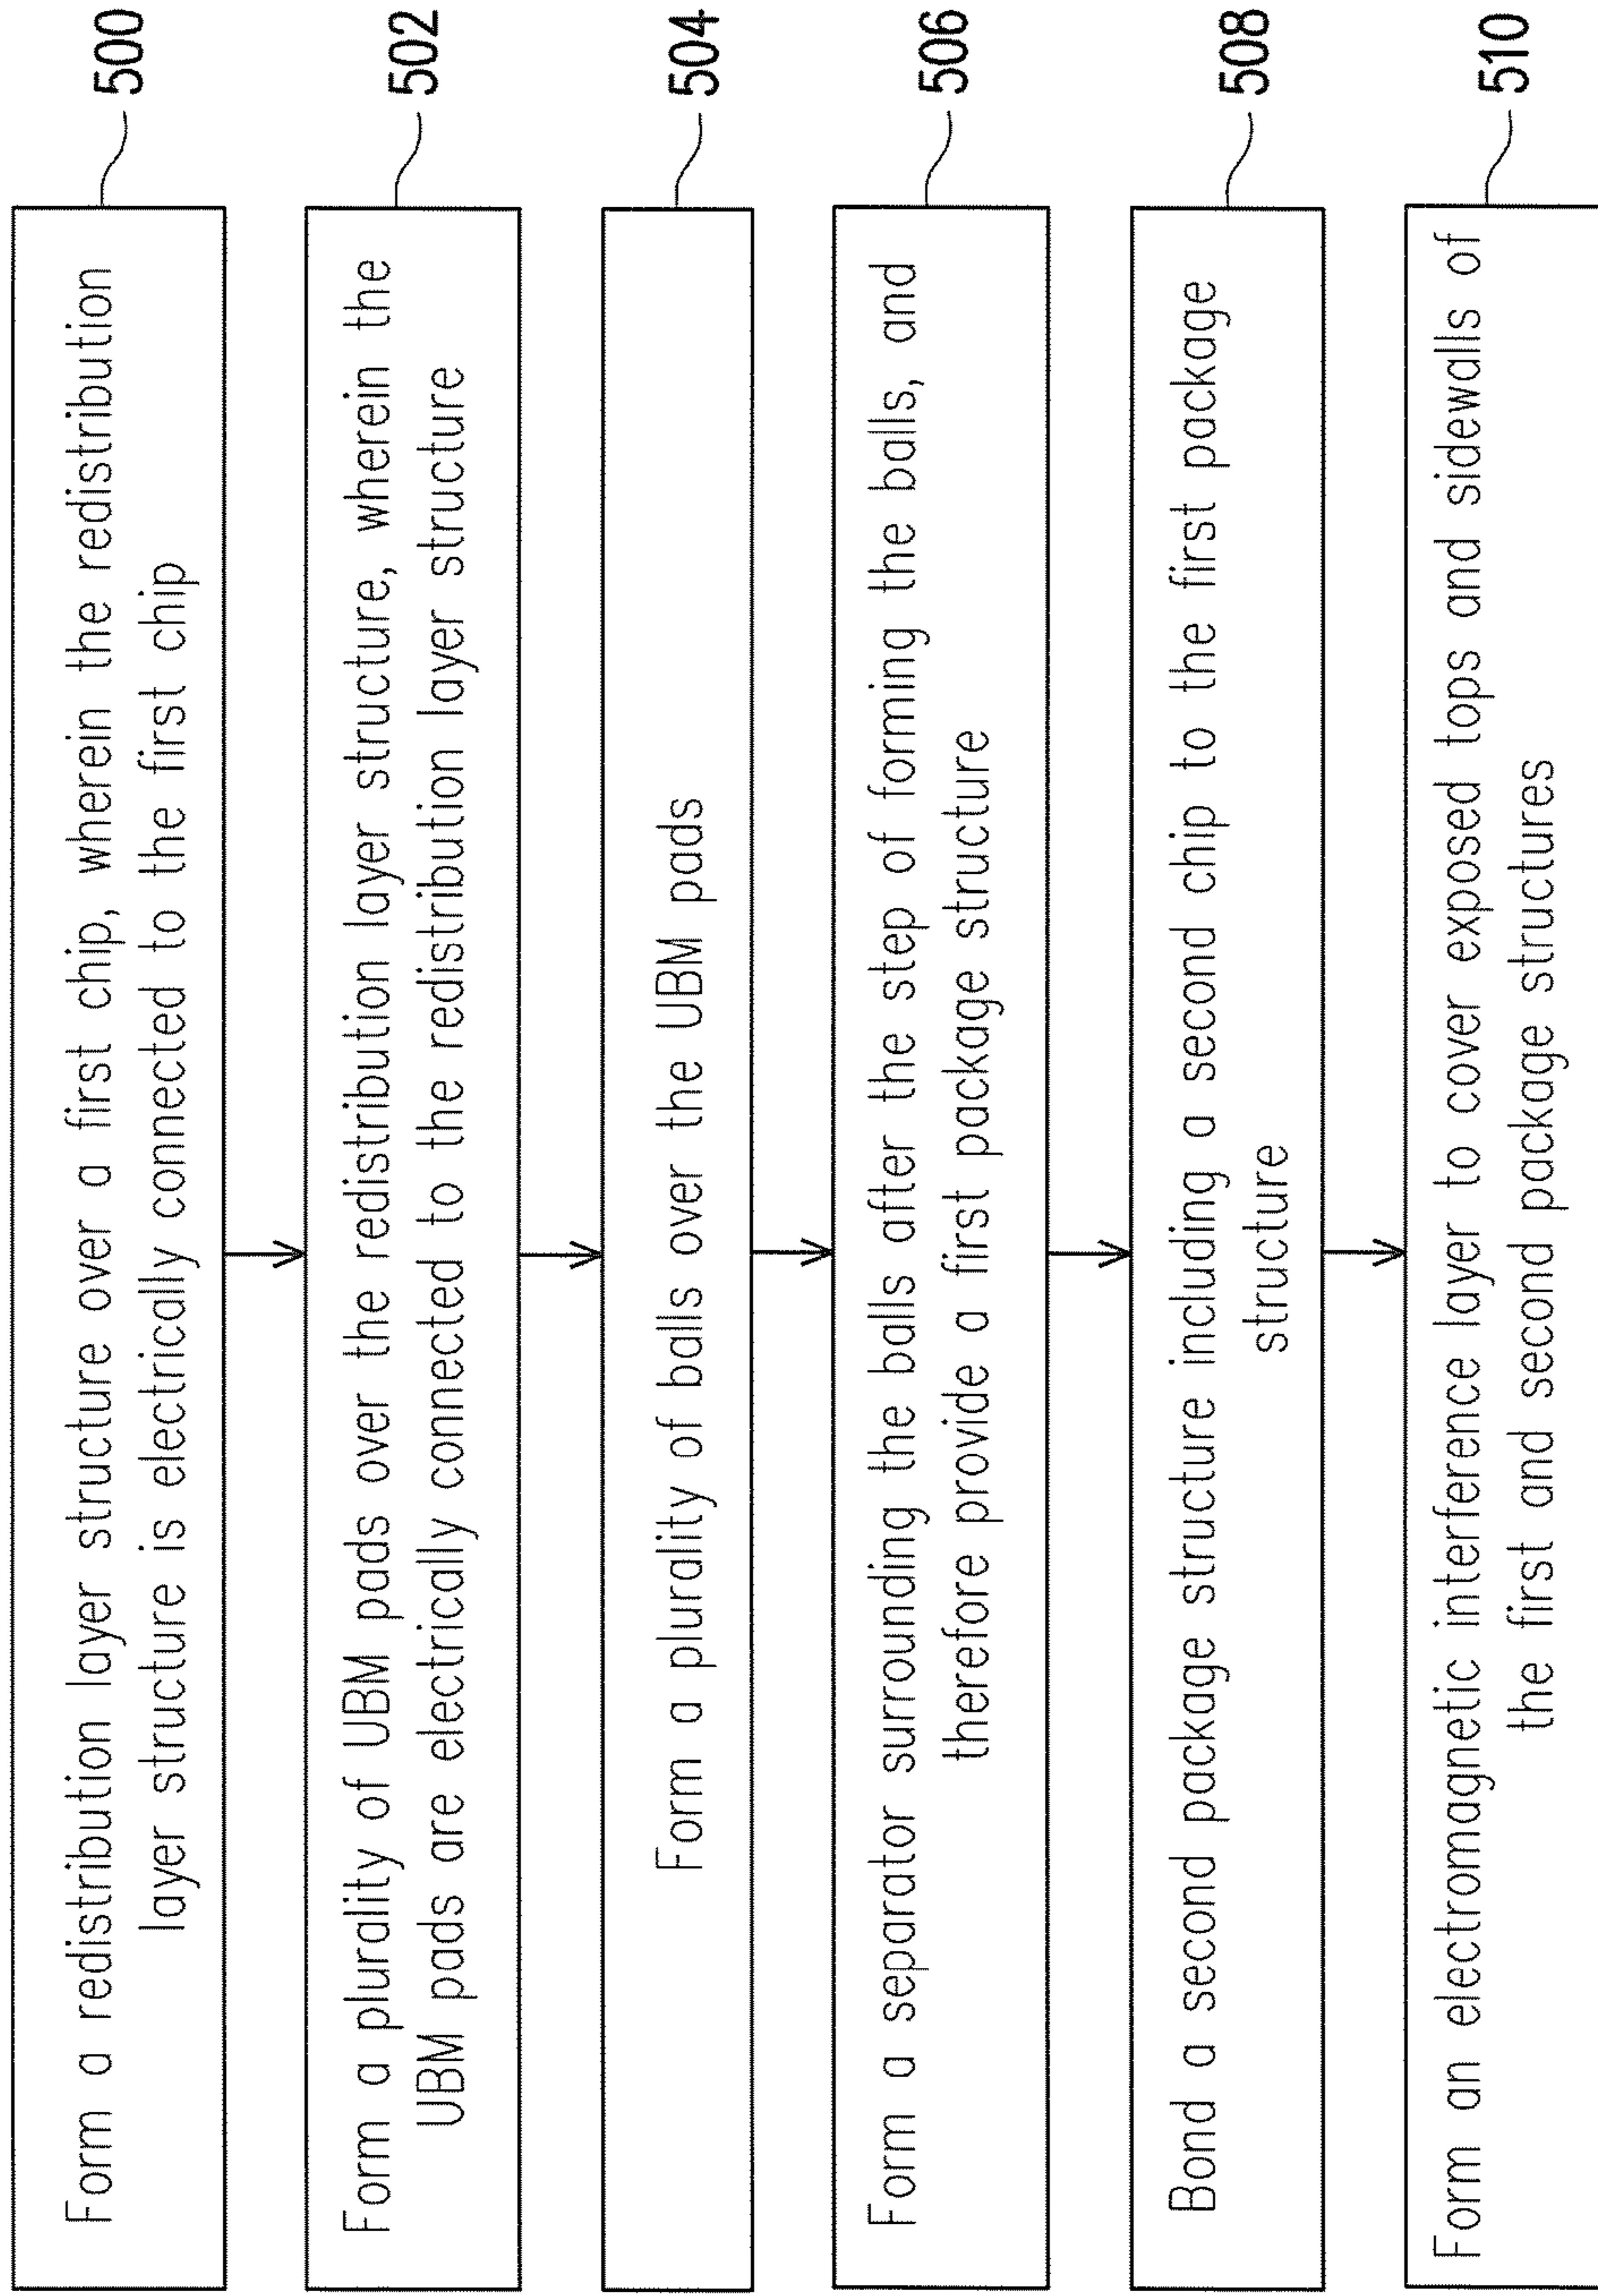 Form a redistribution layer structure over a first chip, wherein the redistribution
layer structure is electrically connected to the first chip
500
Form a plurality of UBM pads over the redistribution layer structure, wherein the
UBM pads are electrically connected to the redistribution layer structure
502
Form a plurality of balls over the UBM pads
504
Form a separator surrounding the balls after the step of forming the balls, and
therefore provide a first package structure
506
Bond a second package structure including a second chip to the first package
structure
508
Form an electromagnetic interference layer to cover exposed tops and sidewalls of
the first and second package structures
510